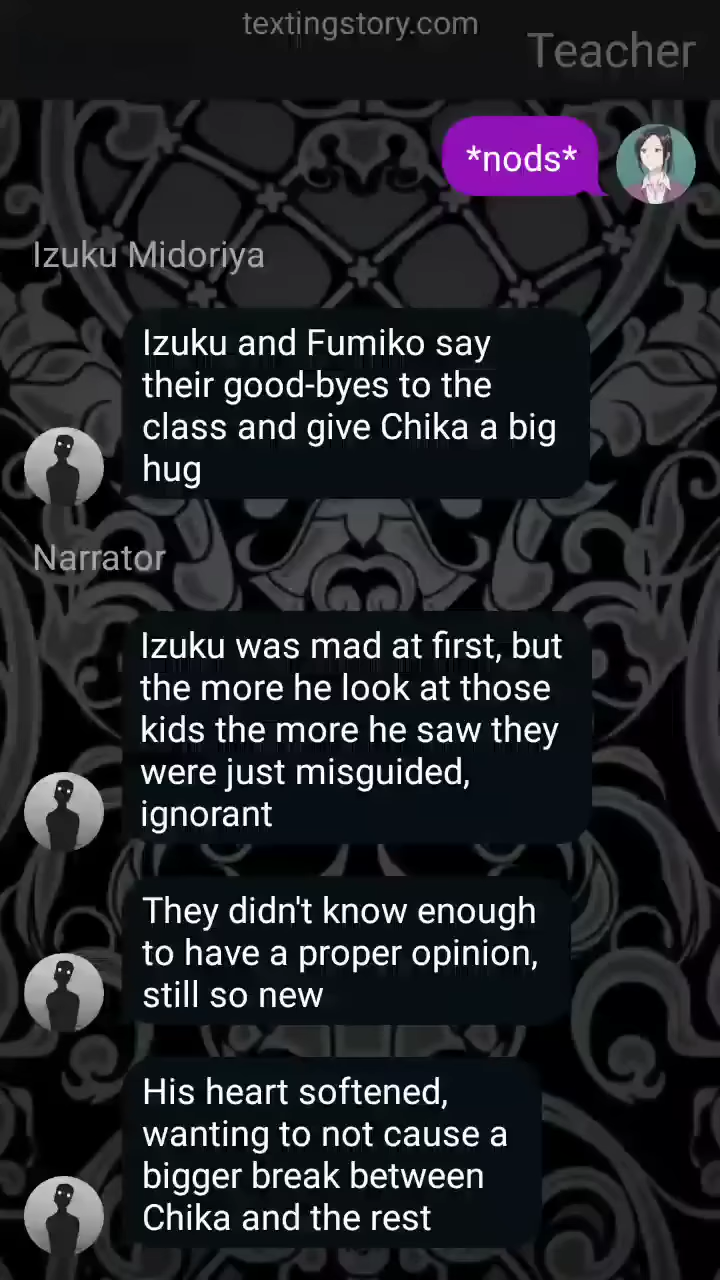 textingstory.com
Teacher
*nods*
Izuku Midoriya
Izuku and Fumiko say
their good-byes to the
class and give Chika a big
hug
Narrator
Izuku was mad at first, but
the more he look at those
kids the more he saw they
were just misguided,
ignorant
They didn't know enough
to have a proper opinion,
still so new
His heart softened,
wanting to not cause a
bigger break between
Chika and the rest